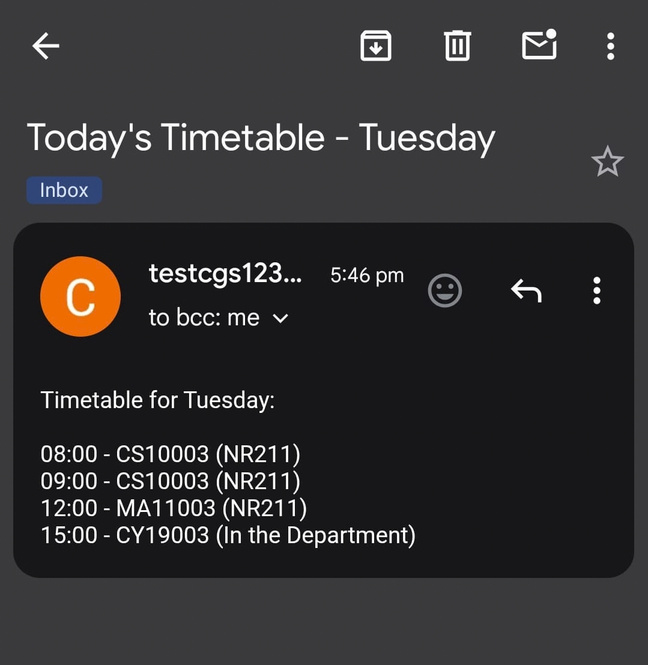 Today's Timetable - Tuesday
Inbox
C
testcgs123... 5:46 pm
to bcc: me
Timetable for Tuesday:
08:00 - CS10003 (NR211)
09:00 - CS10003 (NR211)
12:00 - MA11003 (NR211)
15:00 - CY19003 (In the Department)